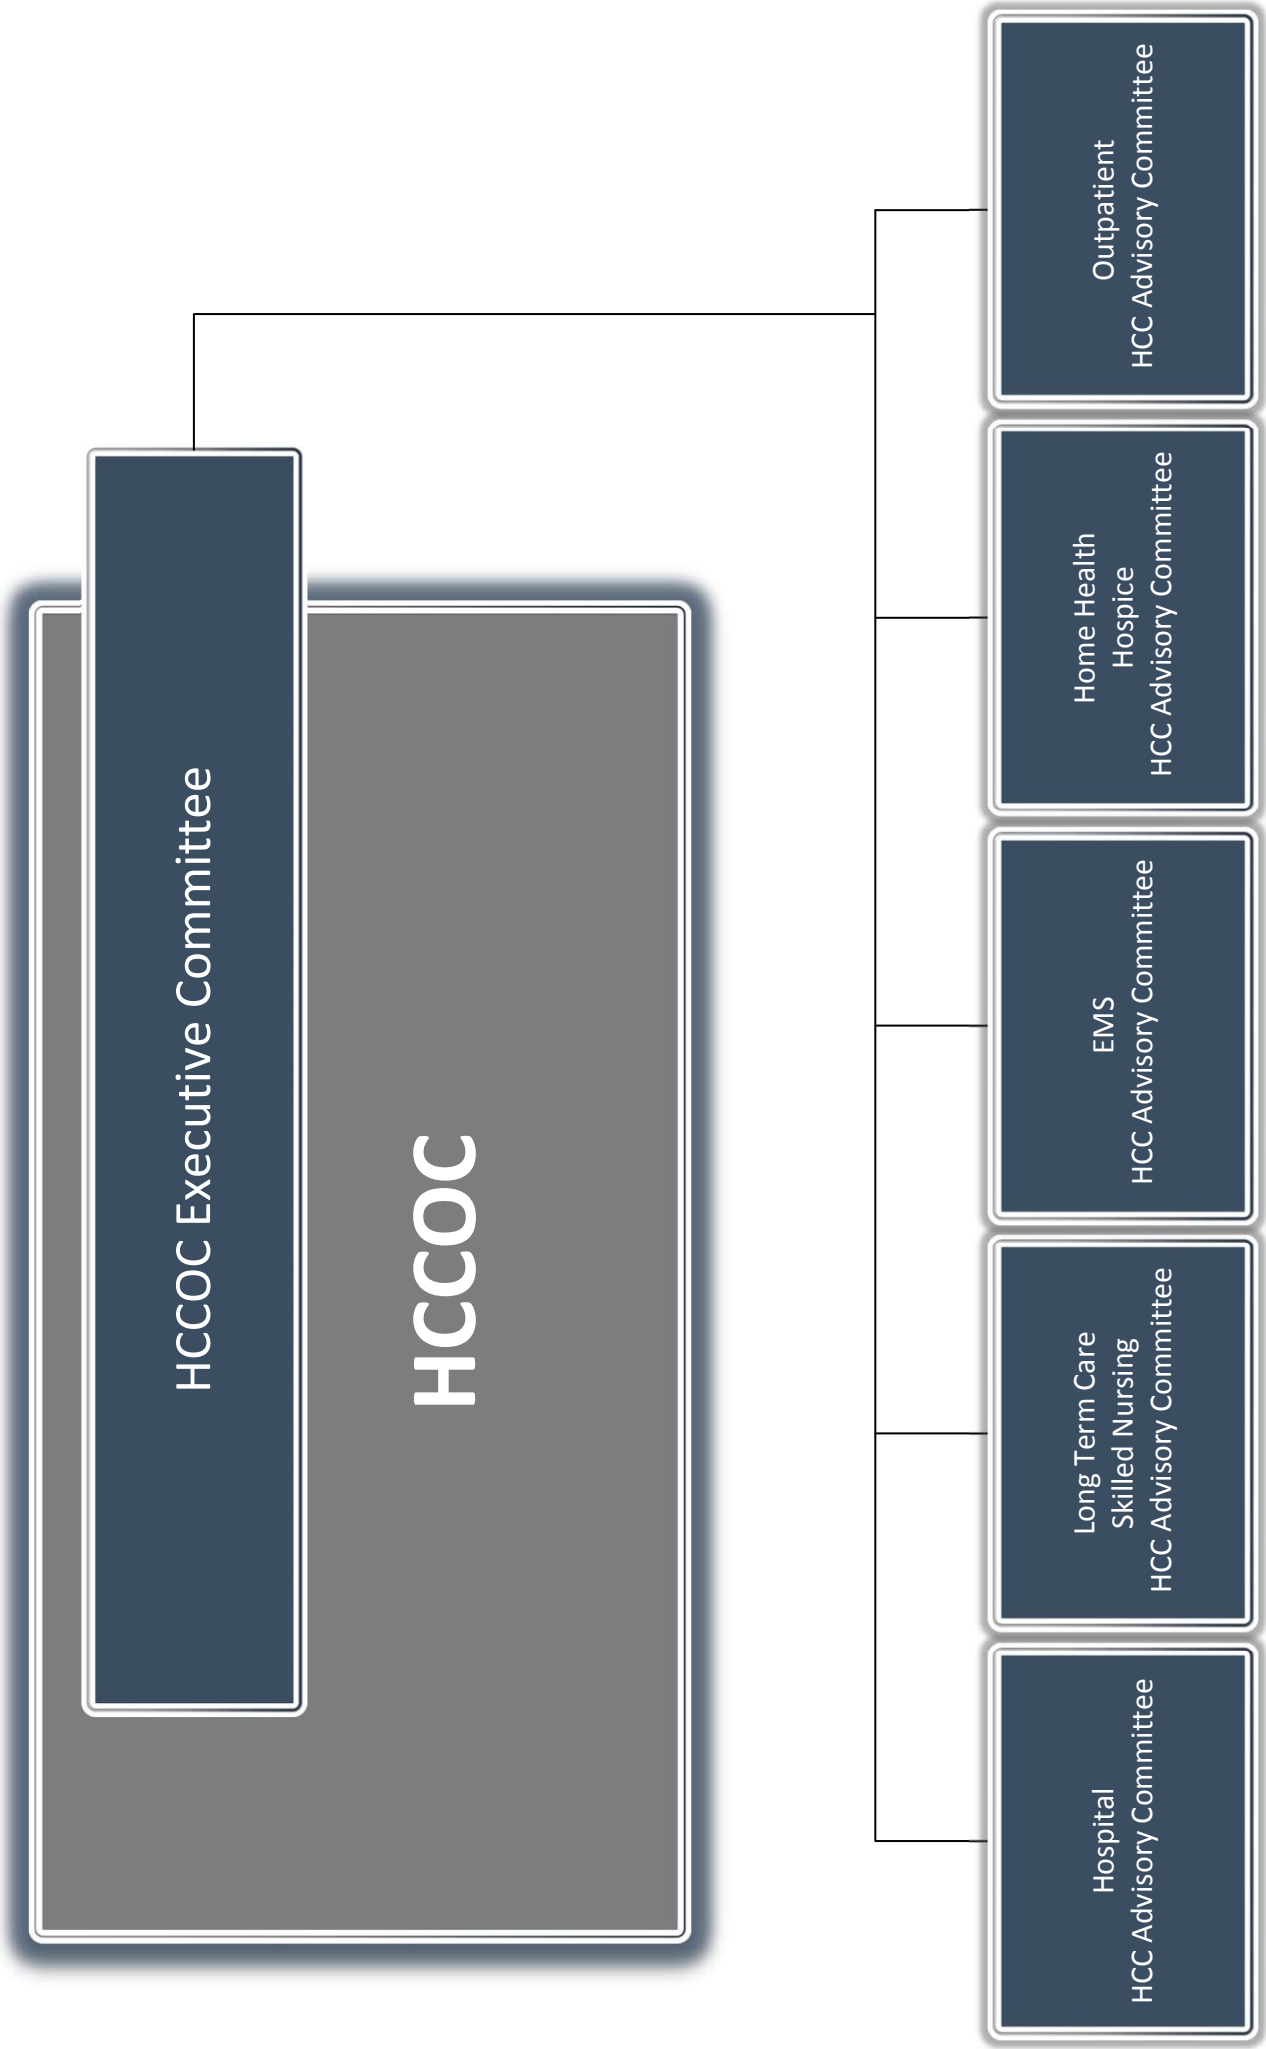 HCCOC Executive Committee
HCCOC
Hospital
HCC Advisory Committee
Long Term Care
Skilled Nursing
HCC Advisory Committee
EMS
HCC Advisory Committee
Home Health
Hospice
HCC Advisory Committee
Outpatient
HCC Advisory Committee